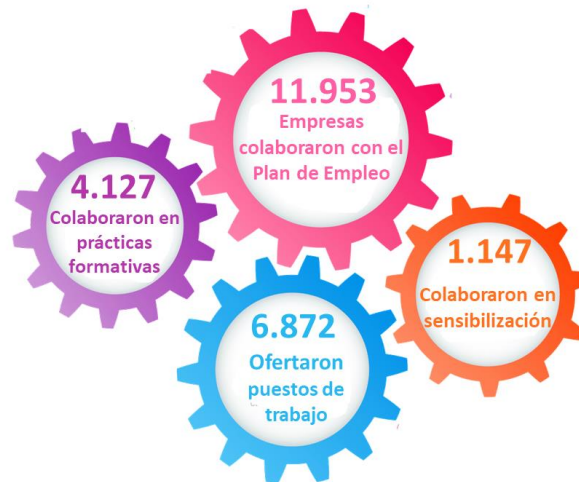 11.953
Empresas
colaboraron con el
Plan de Empleo
4.127
Colaboraron en
prácticas
formativas
1.147
Colaboraron en
sensibilización
6.872
Ofertaron
puestos de
trabajo